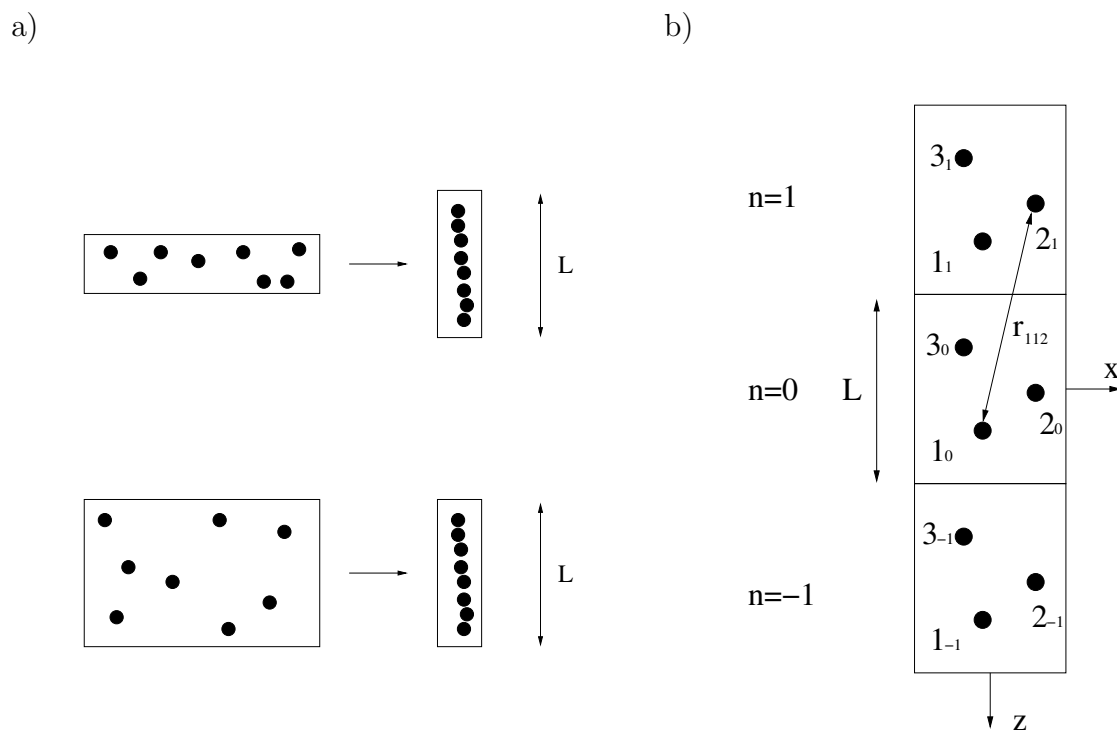 a)
b)
L
L
n=1
3₁
2₁
1₁
r₁₁₂
n=0
L
3₀
2₀
1₀
x
n=−1
3₋₁
2₋₁
1₋₁
z